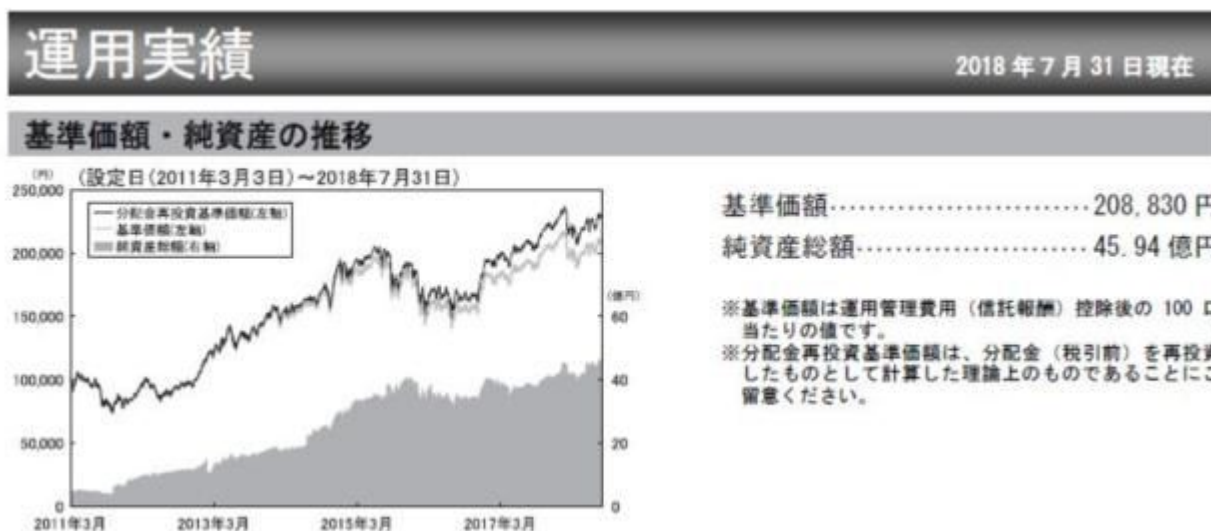 運用実績
2018 年 7 月 31 日現在
基準価額・純資産の推移
(円)
(設定日(2011年3月3日)～2018年7月31日)
250,000
200,000
150,000
100,000
50,000
0
分配金再投資基準価額(左軸)
基準価額(左軸)
純資産総額(右軸)
(億円)
60
40
20
0
2011年3月
2013年3月
2015年3月
2017年3月
基準価額‥‥‥‥‥‥‥‥‥‥‥‥‥208,830 円
純資産総額‥‥‥‥‥‥‥‥‥‥‥‥45.94 億円
※基準価額は運用管理費用（信託報酬）控除後の 100 口
当たりの値です。
※分配金再投資基準価額は、分配金（税引前）を再投資
したものとして計算した理論上のものであることにご
留意ください。